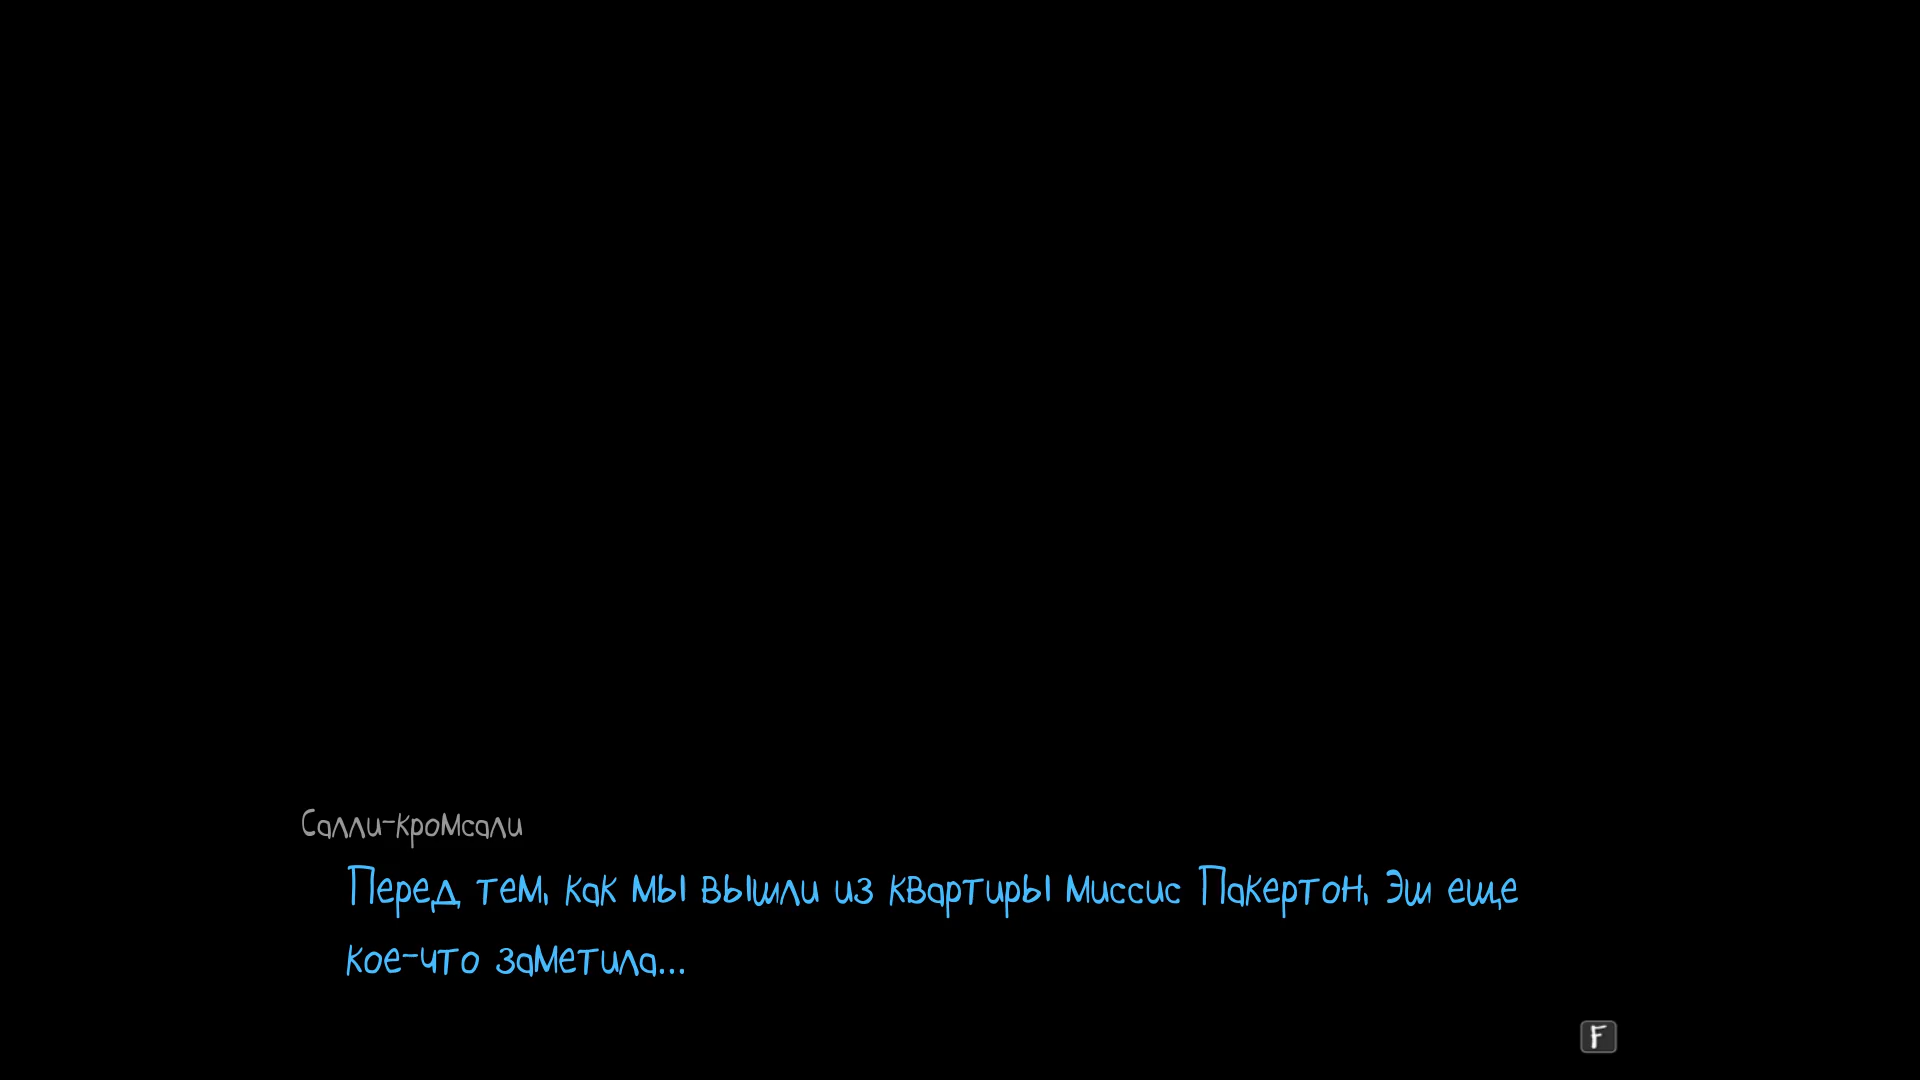 Салли-кромсали
Перед тем, как мы вышли из квартиры миссис Пакертон, Эш еще
кое-что заметила...
F